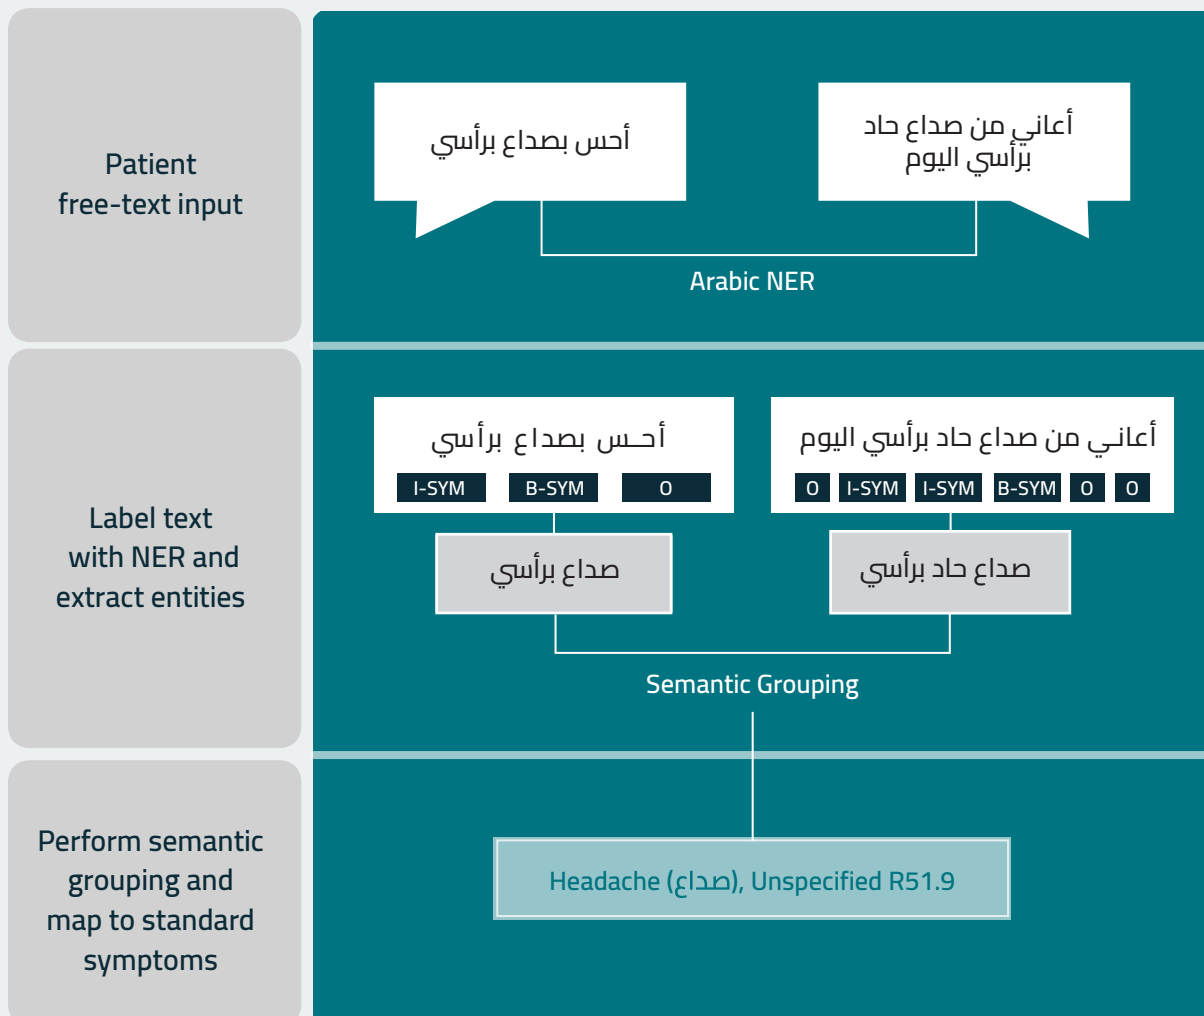 Patient
free-text input
أحس بصداع برأسي
أعاني من صداع حاد
برأسي اليوم
Arabic NER
Label text
with NER and
extract entities
أحـس بصداع برأسي
I-SYM B-SYM O
أعانـي من صداع حاد برأسي اليوم
O I-SYM I-SYM B-SYM O O
صداع برأسي
صداع حاد برأسي
Semantic Grouping
Perform semantic
grouping and
map to standard
symptoms
Headache (صداع), Unspecified R51.9